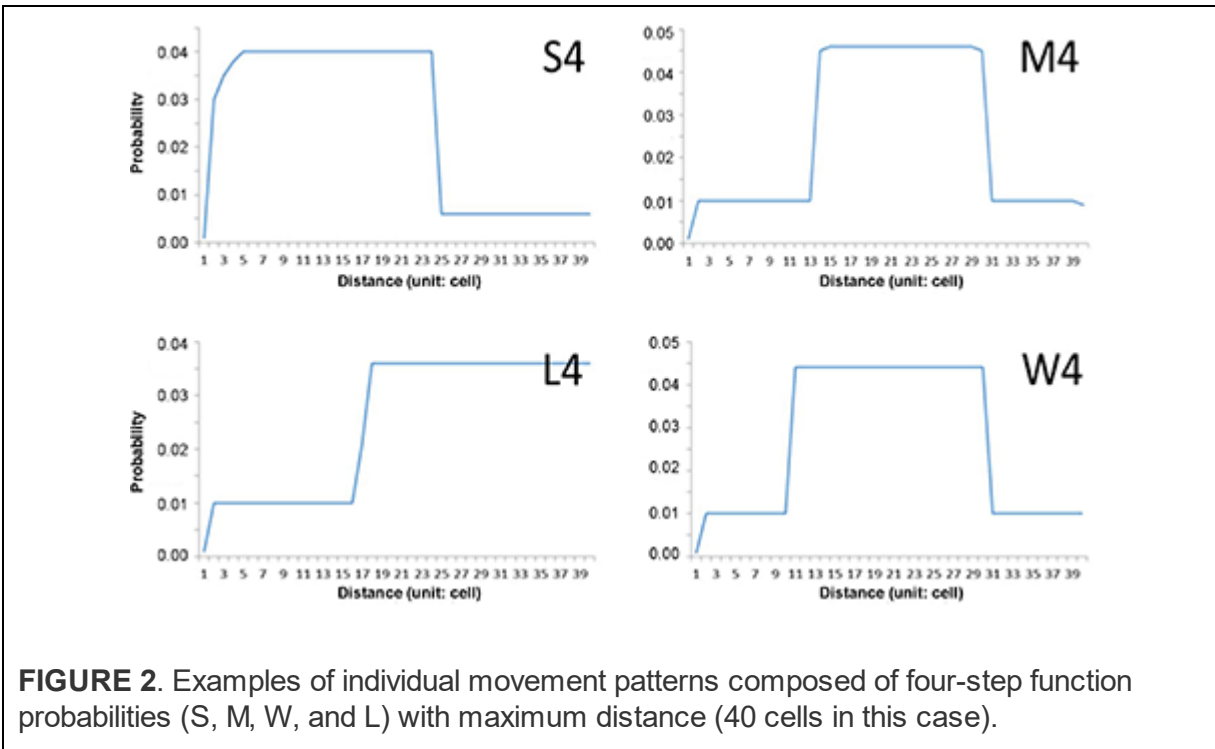 S4
0.04
0.03
0.02
0.01
0.00
Probability
1 3 5 7 9 11 13 15 17 19 21 23 25 27 29 31 33 35 37 39
Distance (unit: cell)
M4
0.05
0.04
0.03
0.02
0.01
0.00
1 3 5 7 9 11 13 15 17 19 21 23 25 27 29 31 33 35 37 39
Distance (unit: cell)
L4
0.04
0.03
0.02
0.01
0.00
Probability
1 3 5 7 9 11 13 15 17 19 21 23 25 27 29 31 33 35 37 39
Distance (unit: cell)
W4
0.05
0.04
0.03
0.02
0.01
0.00
1 3 5 7 9 11 13 15 17 19 21 23 25 27 29 31 33 35 37 39
Distance (unit: cell)
FIGURE 2. Examples of individual movement patterns composed of four-step function
probabilities (S, M, W, and L) with maximum distance (40 cells in this case).